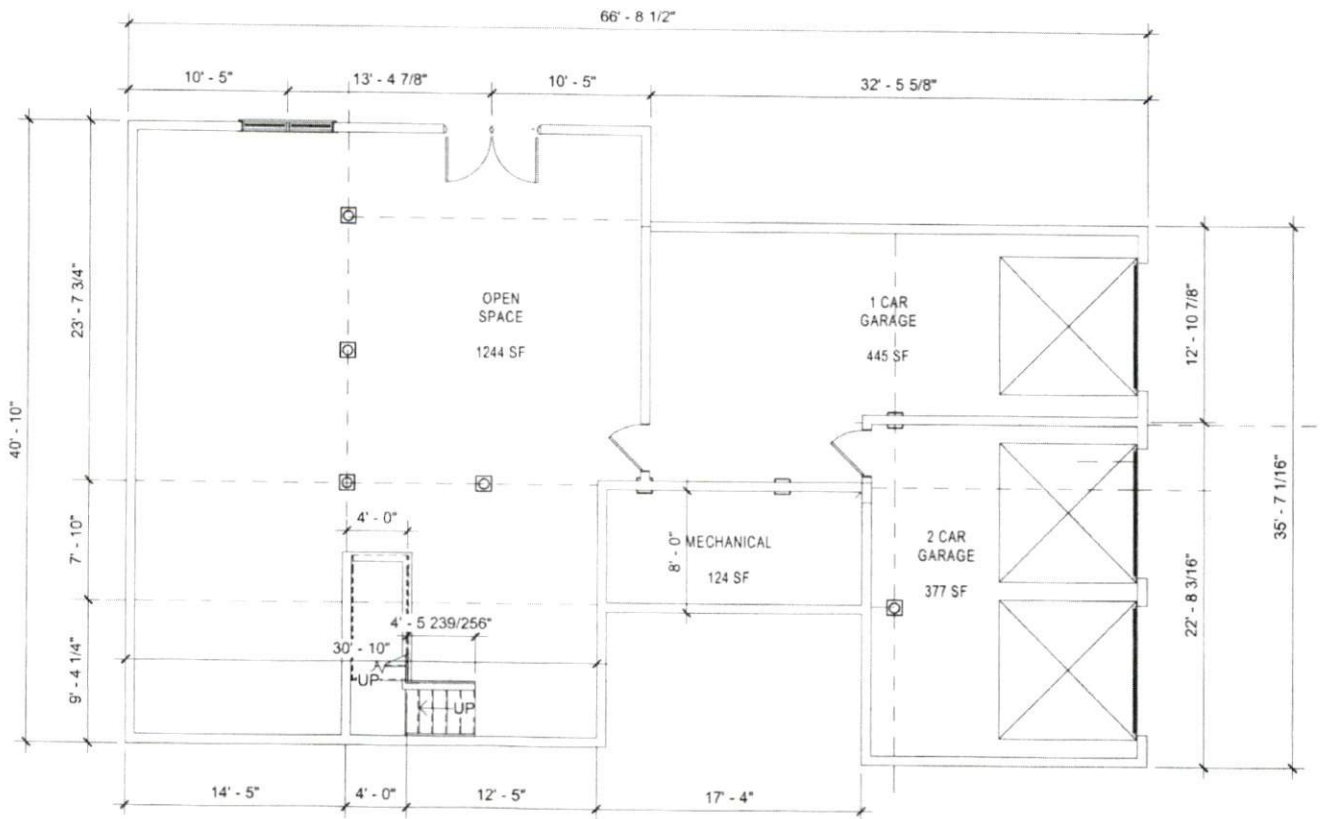 66' - 8 1/2"
10' - 5"
13' - 4 7/8"
10' - 5"
32' - 5 5/8"
40' - 10"
23' - 7 3/4"
7' - 10"
9' - 4 1/4"
OPEN
SPACE
1244 SF
1 CAR
GARAGE
445 SF
12' - 10 7/8"
35' - 7 1/16"
22' - 8 3/16"
4' - 0"
8' - 0"
MECHANICAL
124 SF
2 CAR
GARAGE
377 SF
4' - 5 239/256"
30' - 10"
UP
UP
14' - 5"
4' - 0"
12' - 5"
17' - 4"